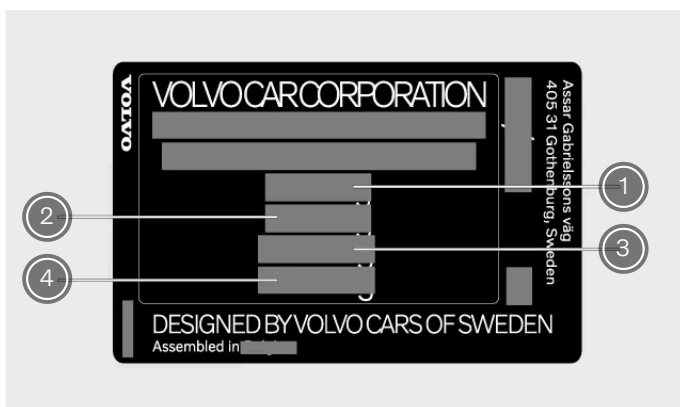 VOLVO
VOLVO CAR CORPORATION
Assar Gabrielssons väg
405 31 Gothenburg, Sweden
1
2
3
4
DESIGNED BY VOLVO CARS OF SWEDEN
Assembled in